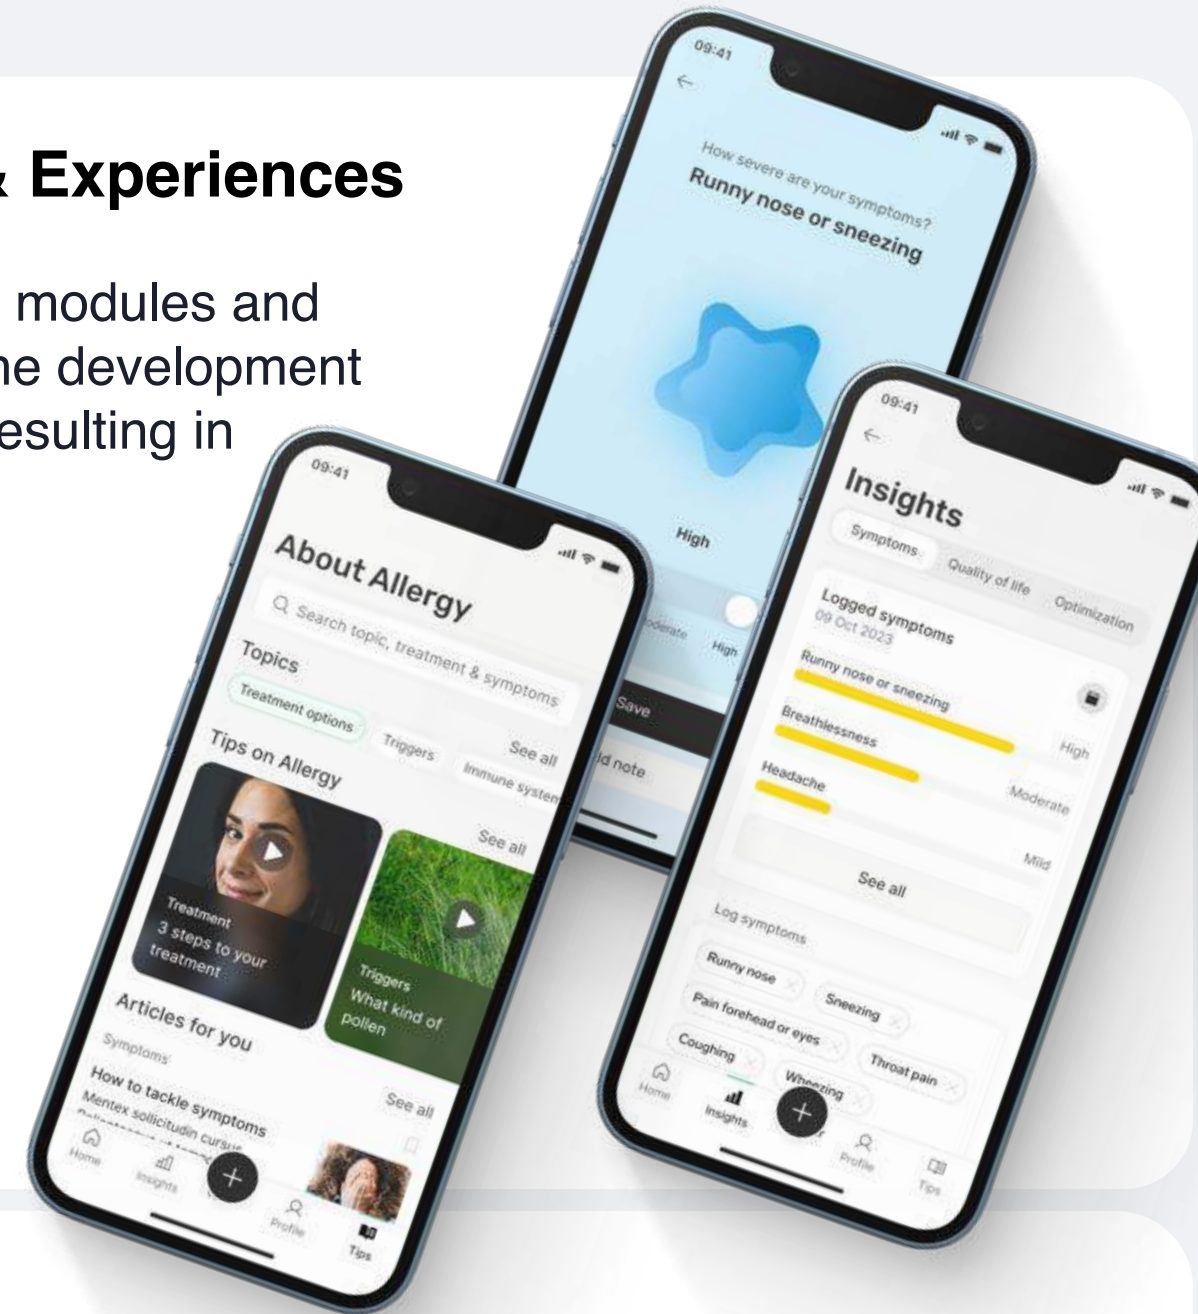 & Experiences
modules and
he development
esulting in
09:41
How severe are your symptoms?
Runny nose or sneezing
High
Moderate
High
Save
ld note
09:41
About Allergy
Search topic, treatment & symptoms
Topics
See all
Treatment options
Triggers
Immune system
Tips on Allergy
See all
Treatment
3 steps to your
treatment
Triggers
What kind of
pollen
Articles for you
See all
Symptoms
How to tackle symptoms
Mentex sollicitudin cursus
Home
Insights
Profile
Tips
09:41
Insights
Symptoms
Quality of life
Optimization
Logged symptoms
09 Oct 2023
Runny nose or sneezing
High
Breathlessness
Moderate
Headache
Mild
See all
Log symptoms
Runny nose
Sneezing
Pain forehead or eyes
Throat pain
Coughing
Wheezing
Home
Insights
Profile
Tips